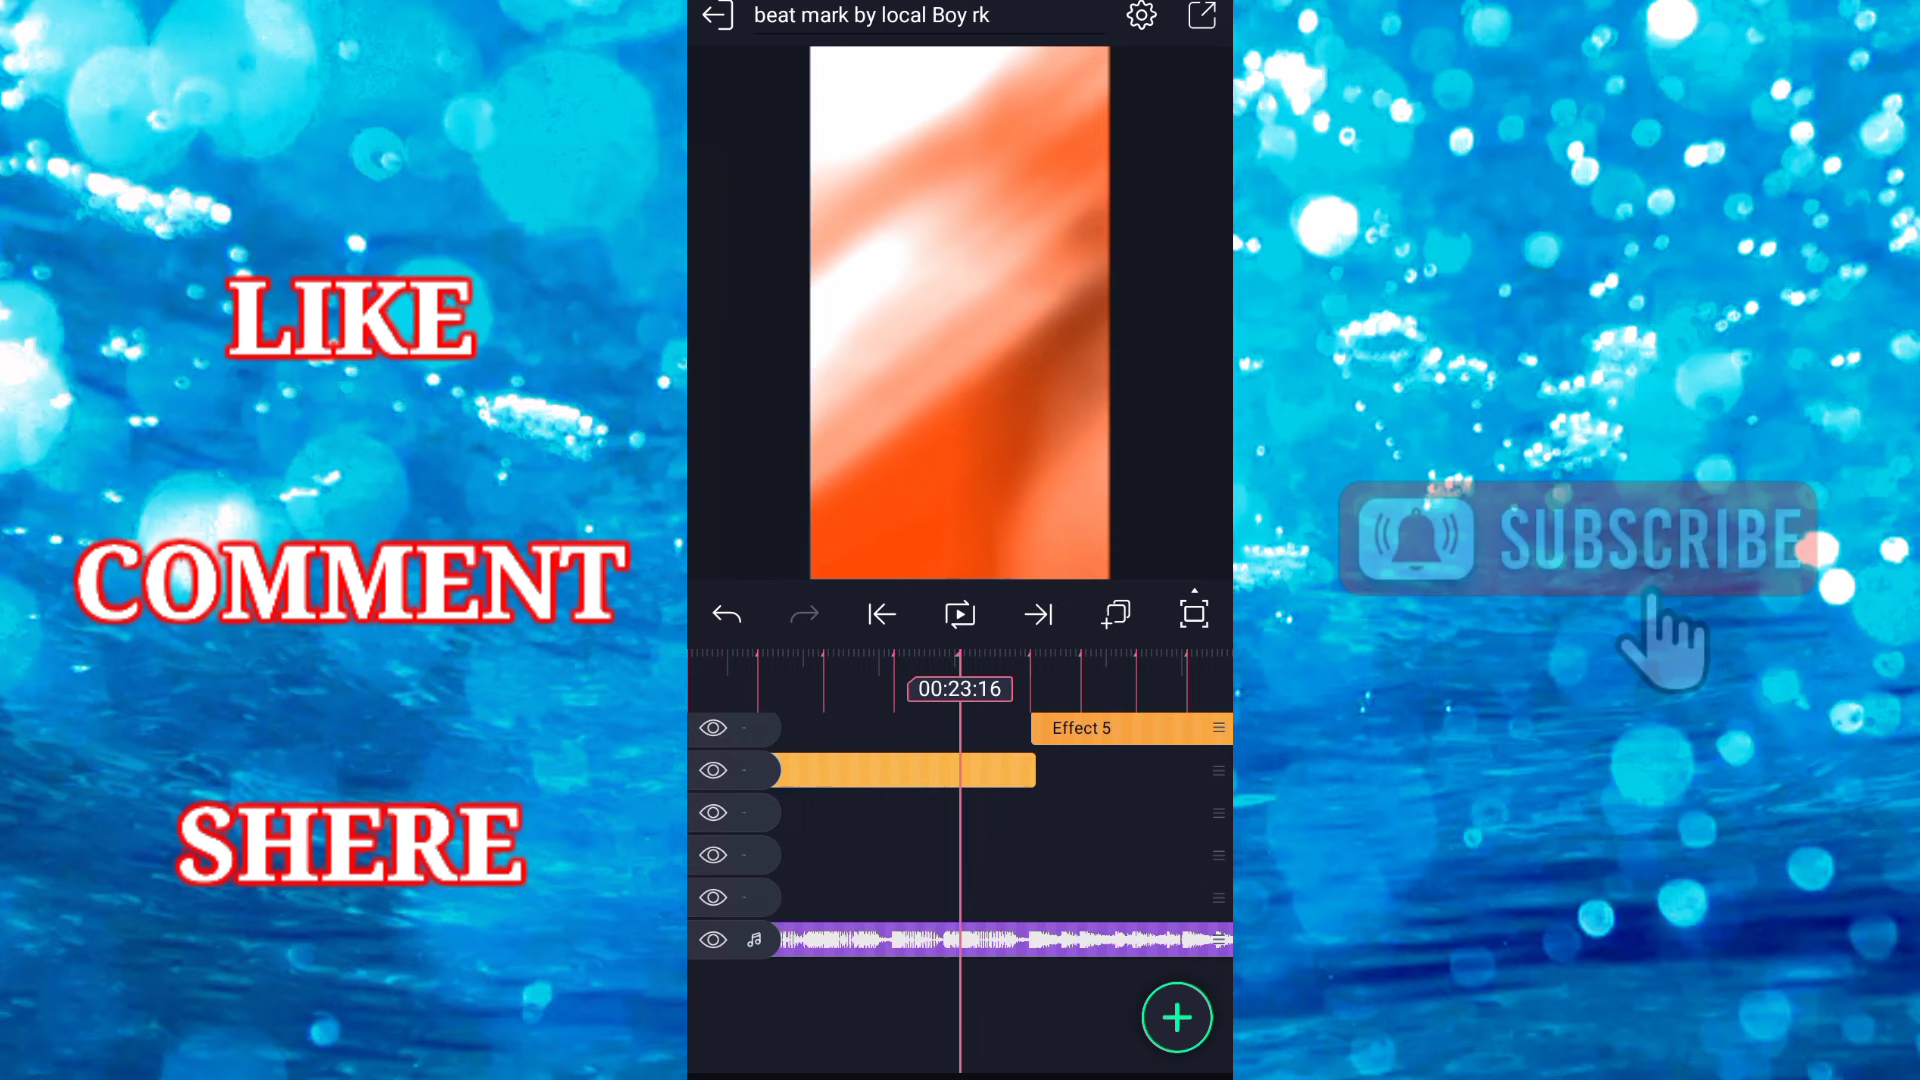 beat mark by local Boy rk
LIKE
COMMENT
SHERE
SUBSCRIBE
00:23:16
Effect 5